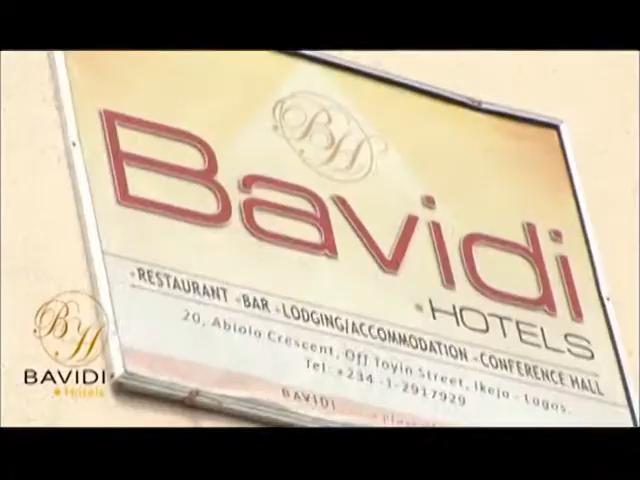 BH
Bavidi
• HOTELS
• RESTAURANT • BAR • LODGING/ACCOMMODATION • CONFERENCE HALL
20, Abiola Crescent, Off Toyin Street, Ikeja - Lagos.
Tel: +234 -1-2917929
BAVIDI
BH
BAVIDI
• Hotels